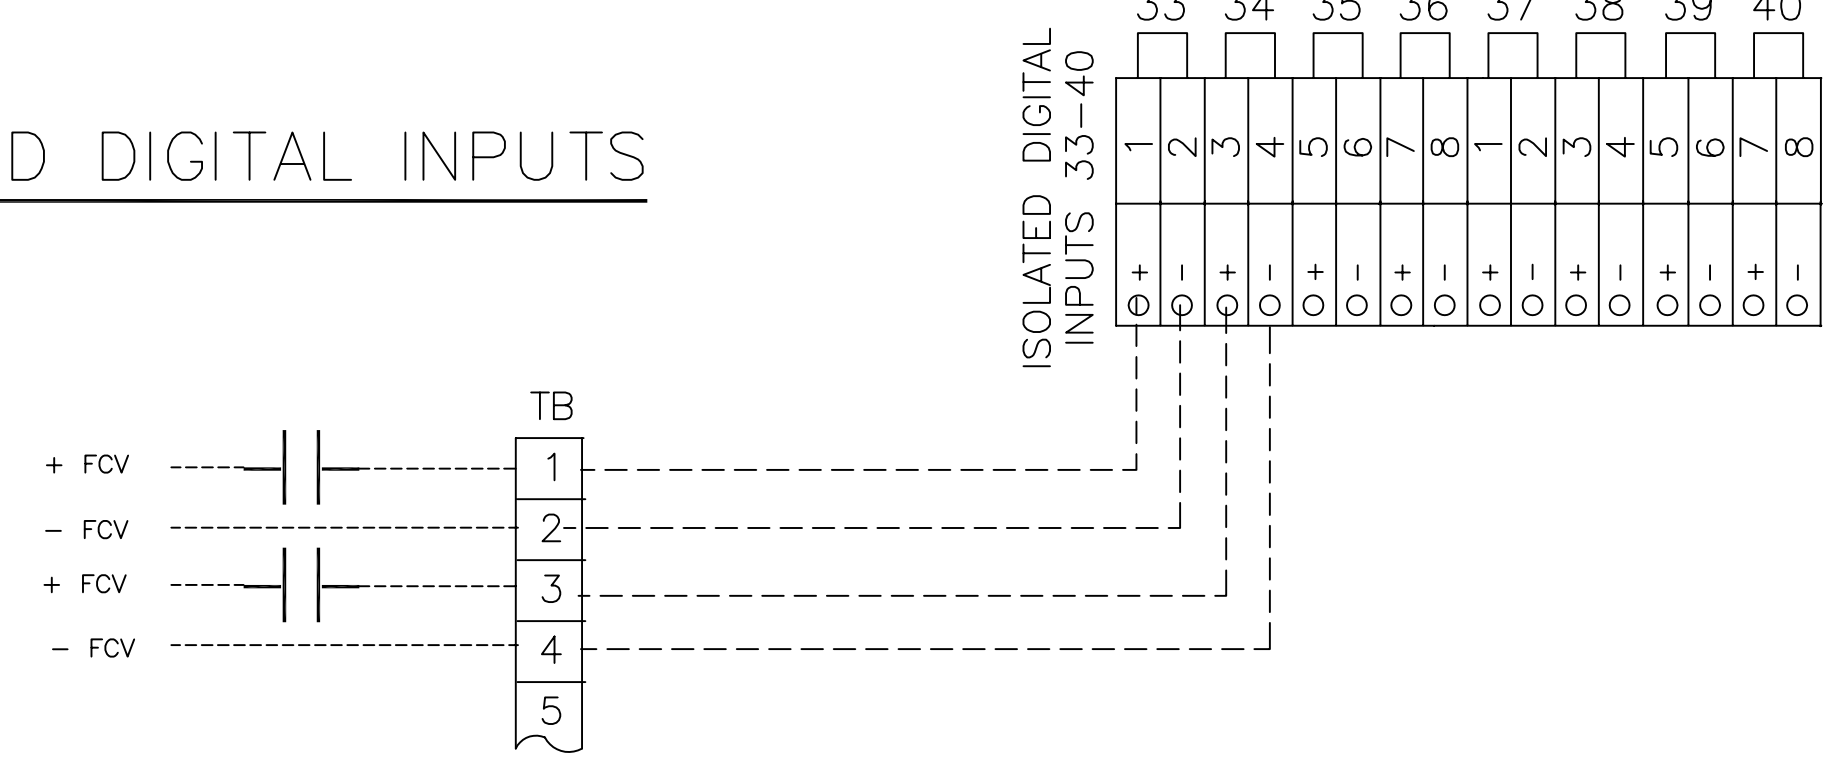 33 34 35 36 37 38 39 40
ISOLATED DIGITAL
INPUTS 33-40
1 2 3 4 5 6 7 8 1 2 3 4 5 6 7 8
+ - + - + - + - + - + - + - + -
D DIGITAL INPUTS
TB
+ FCV 1
- FCV 2
+ FCV 3
- FCV 4
5